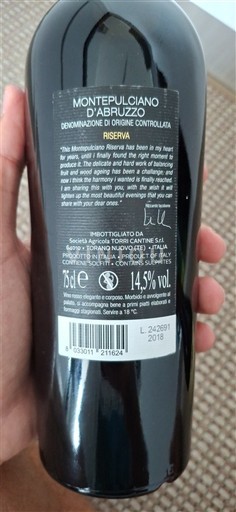 MONTEPULCIANO
D'ABRUZZO
DENOMINAZIONE DI ORIGINE CONTROLLATA
RISERVA
"This Montepulciano Riserva has been in my heart
for years, until I finally found the right moment to
produce it. The delicate and hard work of balancing
fruit and wood ageing has been a challenge; and
now I think the harmony I wanted is finally reached.
I am sharing this with you, with the wish it will
lighten up the most beautiful evenings that you can
share with your dear ones."
IMBOTTIGLIATO DA
Società Agricola TORRI CANTINE S.r.l.
64010 • TORANO NUOVO (TE) • ITALIA
PRODOTTO IN ITALIA • PRODUCT OF ITALY
CONTIENE SOLFITI • CONTAINS SULPHITES
75cl e 14,5% vol.
Vino rosso elegante e corposo. Morbido e avvolgente al
palato, si accompagna bene a primi piatti elaborati e
formaggi stagionati. Servire a 18 °C.
8 033011 211624
L.242691
2018